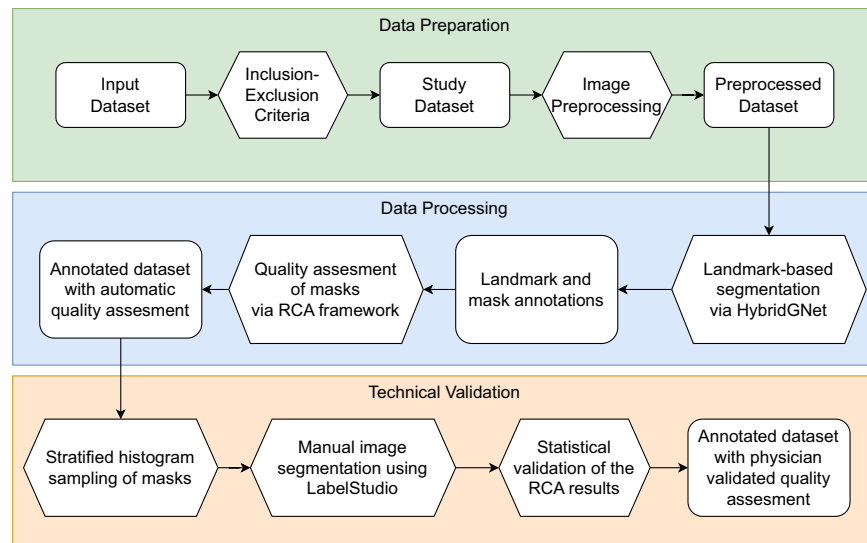 Data Preparation
Input
Dataset
Inclusion-
Exclusion
Criteria
Study
Dataset
Image
Preprocessing
Preprocessed
Dataset
Data Processing
Annotated dataset
with automatic
quality assesment
Quality assesment
of masks
via RCA framework
Landmark and
mask annotations
Landmark-based
segmentation
via HybridGNet
Technical Validation
Stratified histogram
sampling of masks
Manual image
segmentation using
LabelStudio
Statistical
validation of the
RCA results
Annotated dataset
with physician
validated quality
assesment